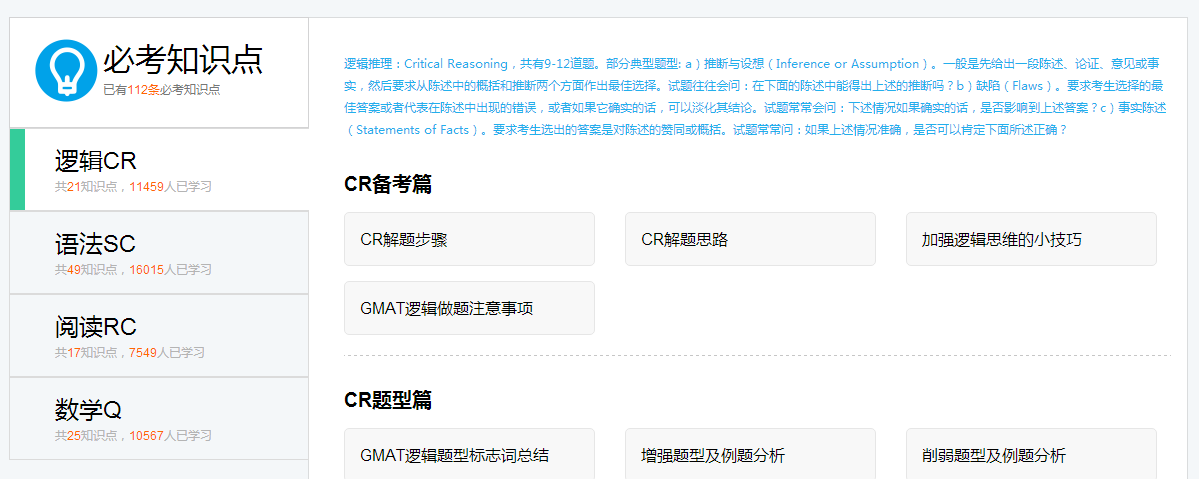 必考知识点
已有112条必考知识点
逻辑CR
共21知识点，11459人已学习
语法SC
共49知识点，16015人已学习
阅读RC
共17知识点，7549人已学习
数学Q
共25知识点，10567人已学习
逻辑推理：Critical Reasoning，共有9-12道题。部分典型题型: a）推断与设想（Inference or Assumption）。一般是先给出一段陈述、论证、意见或事
实，然后要求从陈述中的概括和推断两个方面作出最佳选择。试题往往会问：在下面的陈述中能得出上述的推断吗？b）缺陷（Flaws）。要求考生选择的最
佳答案或者代表在陈述中出现的错误，或者如果它确实的话，可以淡化其结论。试题常常会问：下述情况如果确实的话，是否影响到上述答案？c）事实陈述
（Statements of Facts）。要求考生选出的答案是对陈述的赞同或概括。试题常常问：如果上述情况准确，是否可以肯定下面所述正确？
CR备考篇
CR解题步骤
CR解题思路
加强逻辑思维的小技巧
GMAT逻辑做题注意事项
CR题型篇
GMAT逻辑题型标志词总结
增强题型及例题分析
削弱题型及例题分析